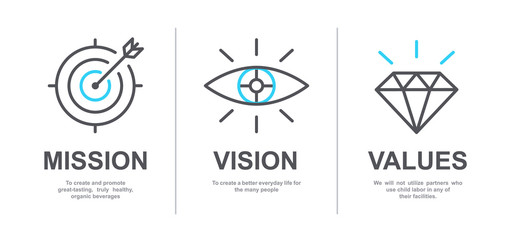 MISSION
To create and promote
great-tasting, truly healthy,
organic beverages
VISION
To create a better everyday life for
the many people
VALUES
We will not utilize partners who
use child labor in any of
their facilities.